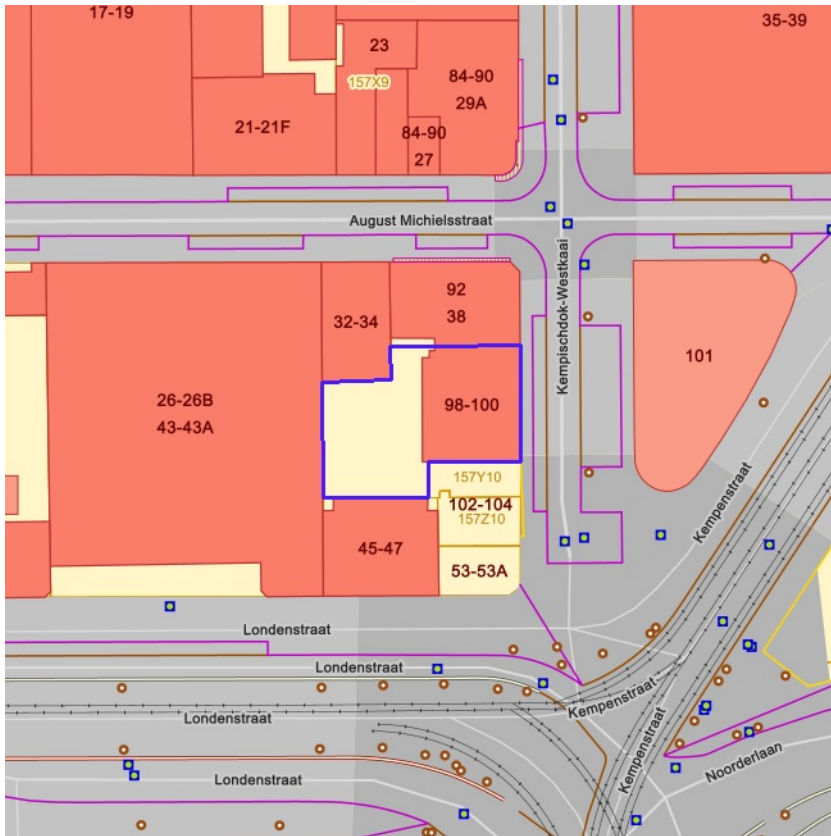 17-19
35-39
23
157X9
84-90
29A
21-21F
84-90
27
August Michielsstraat
Kempischdok-Westkaai
92
38
32-34
101
26-26B
43-43A
98-100
157Y10
102-104
157Z10
45-47
53-53A
Kempenstraat
Londenstraat
Londenstraat
Kempenstraat
Londenstraat
Kempenstraat
Noorderlaan
Londenstraat